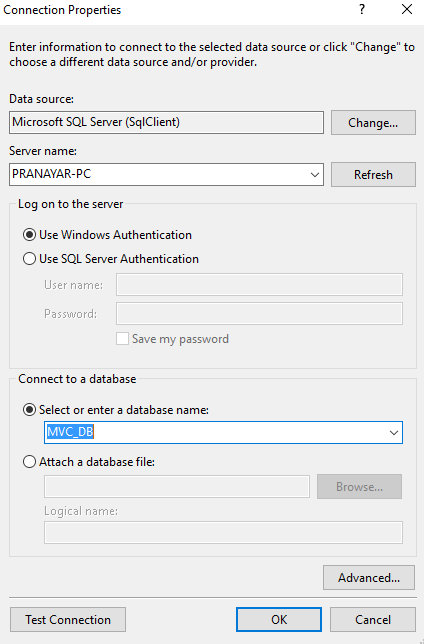 Connection Properties
?
Enter information to connect to the selected data source or click "Change" to
choose a different data source and/or provider.
Data source:
Microsoft SQL Server (SqlClient)
Change...
Server name:
PRANAYAR-PC
Refresh
Log on to the server
Use Windows Authentication
Use SQL Server Authentication
User name:
Password:
Save my password
Connect to a database
Select or enter a database name:
MVC_DB
Attach a database file:
Browse...
Logical name:
Advanced...
Test Connection
OK
Cancel